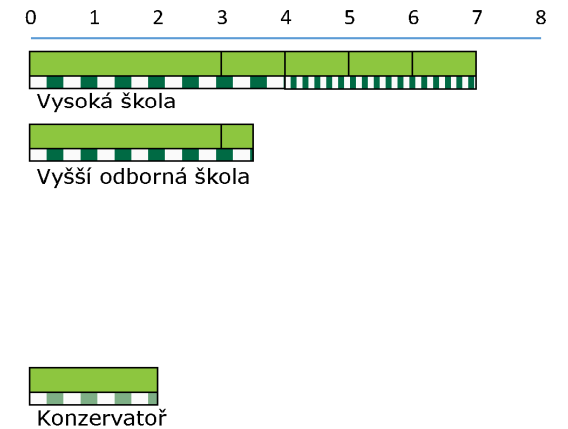 0 1 2 3 4 5 6 7 8
Vysoká škola
Vyšší odborná škola
Konzervatoř